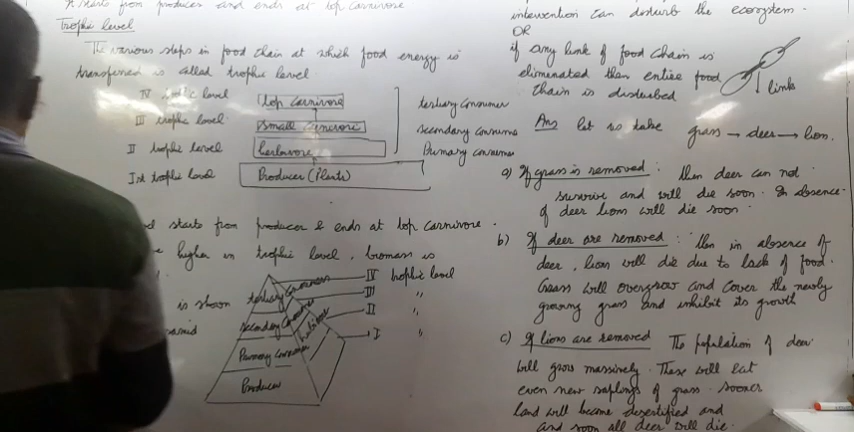 starts from producer and ends at top carnivore
Trophic level
The various steps in food chain at which food energy is
transferred is called trophic level
IV trophic level
top carnivore
III trophic level
small carnivore
II trophic level
herbivore
Ist trophic level
Producer (Plants)
tertiary consumer
secondary consume
Primary consume
starts from producer & ends at top carnivore.
higher in trophic level, biomass is
is shown
tertiary consumers
secondary consumer
Primary consumer
Producer
IV trophic level
III "
II "
I "
intervention can disturb the ecosystem.
OR
if any link of food chain is
eliminated then entire food
chain is disturbed
links
Ans let us take grass → deer → lion.
a) If grass is removed : then deer can not
survive and will die soon. In absence
of deer lion will die soon
b) If deer are removed : then in absence of
deer, lion will die due to lack of food.
Grass will overgrow and cover the newly
growing grass and inhibit its growth
c) If lions are removed The population of deer
will grow massively. These will eat
even new saplings of grass. sooner
land will become desertified and
and soon all deer will die.